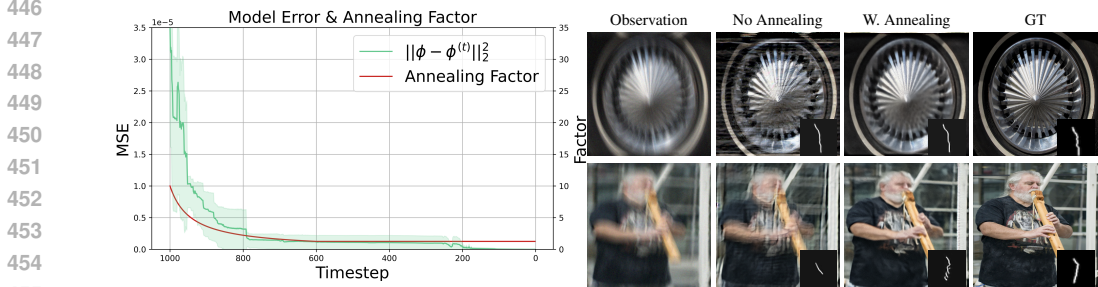 446
447
448
449
450
451
452
453
454
Model Error & Annealing Factor
1e−5
3.5
3.0
2.5
2.0
1.5
1.0
0.5
0.0
MSE
||ϕ − ϕ^(t)||₂²
Annealing Factor
35
30
25
20
15
10
5
0
Factor
1000
800
600
400
200
0
Timestep
Observation
No Annealing
W. Annealing
GT